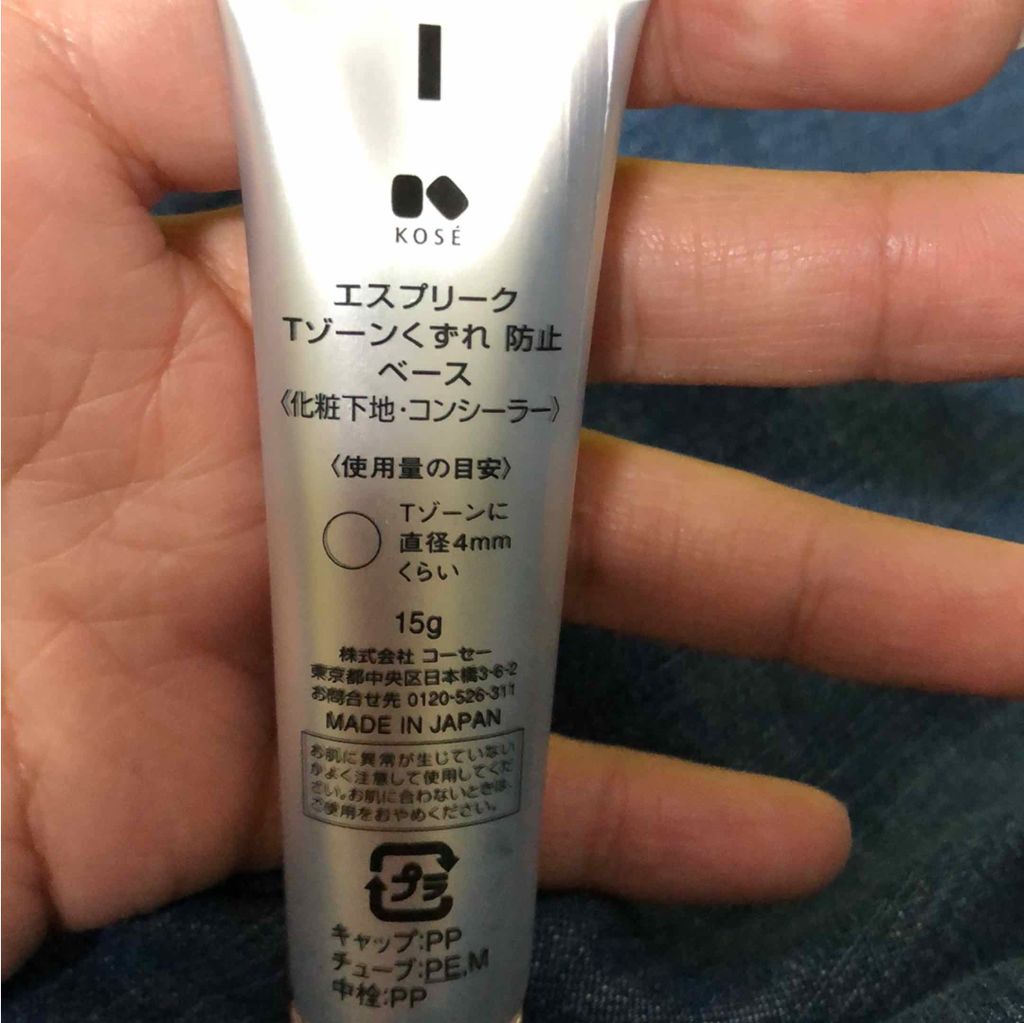 KOSÉ
エスプリーク
Tゾーンくずれ 防止
ベース
〈化粧下地・コンシーラー〉
〈使用量の目安〉
Tゾーンに
直径4mm
くらい
15g
株式会社 コーセー
東京都中央区日本橋3-6-2
お問合せ先 0120-526-311
MADE IN JAPAN
お肌に異常が生じていない
かよく注意して使用してくだ
さい。お肌に合わないときは、
ご使用をおやめください。
プラ
キャップ:PP
チューブ:PE,M
中栓:PP